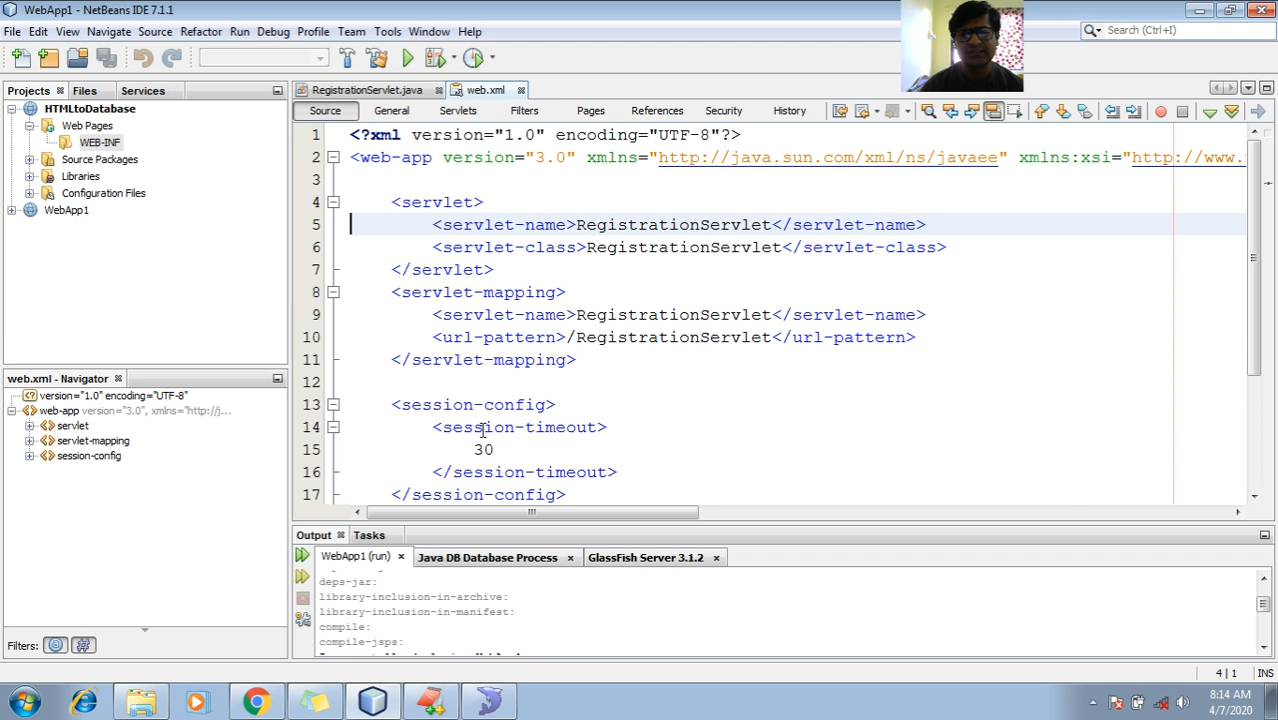 WebApp1 - NetBeans IDE 7.1.1
File Edit View Navigate Source Refactor Run Debug Profile Team Tools Window Help
Search (Ctrl+I)
Projects Files Services
RegistrationServlet.java web.xml
Source General Servlets Filters Pages References Security History
HTMLtoDatabase
Web Pages
WEB-INF
Source Packages
Libraries
Configuration Files
WebApp1
1 <?xml version="1.0" encoding="UTF-8"?>
2 <web-app version="3.0" xmlns="http://java.sun.com/xml/ns/javaee" xmlns:xsi="http://www.
3
4 <servlet>
5 <servlet-name>RegistrationServlet</servlet-name>
6 <servlet-class>RegistrationServlet</servlet-class>
7 </servlet>
8 <servlet-mapping>
9 <servlet-name>RegistrationServlet</servlet-name>
10 <url-pattern>/RegistrationServlet</url-pattern>
11 </servlet-mapping>
12
13 <session-config>
14 <session-timeout>
15 30
16 </session-timeout>
17 </session-config>
web.xml - Navigator
version="1.0" encoding="UTF-8"
web-app version="3.0", xmlns="http://j...
servlet
servlet-mapping
session-config
Filters:
Output Tasks
WebApp1 (run) Java DB Database Process GlassFish Server 3.1.2
deps-jar:
library-inclusion-in-archive:
library-inclusion-in-manifest:
compile:
compile-jsps:
4 | 1 INS
8:14 AM
4/7/2020